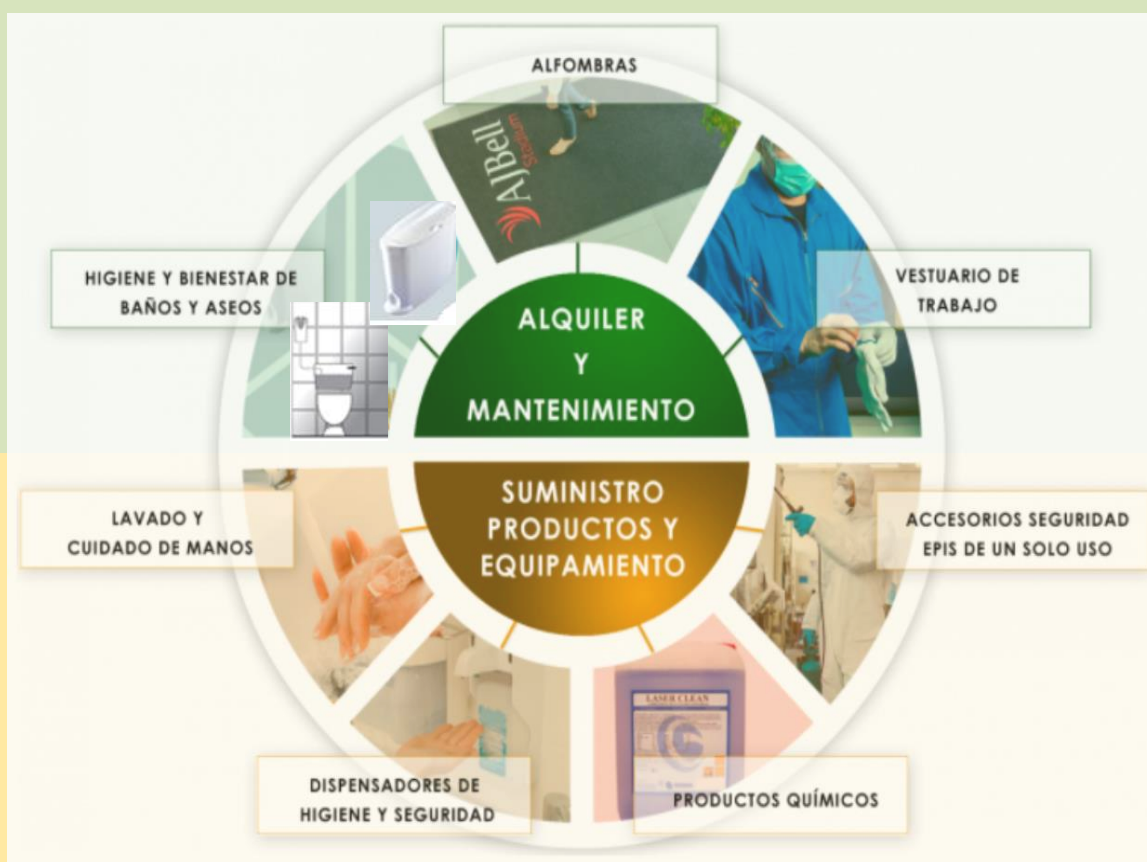 ALFOMBRAS
AJBell
Stadium
HIGIENE Y BIENESTAR DE
BAÑOS Y ASEOS
VESTUARIO DE
TRABAJO
ALQUILER
Y
MANTENIMIENTO
SUMINISTRO
PRODUCTOS Y
EQUIPAMIENTO
LAVADO Y
CUIDADO DE MANOS
ACCESORIOS SEGURIDAD
EPIS DE UN SOLO USO
LASER CLEAN
DISPENSADORES DE
HIGIENE Y SEGURIDAD
PRODUCTOS QUÍMICOS